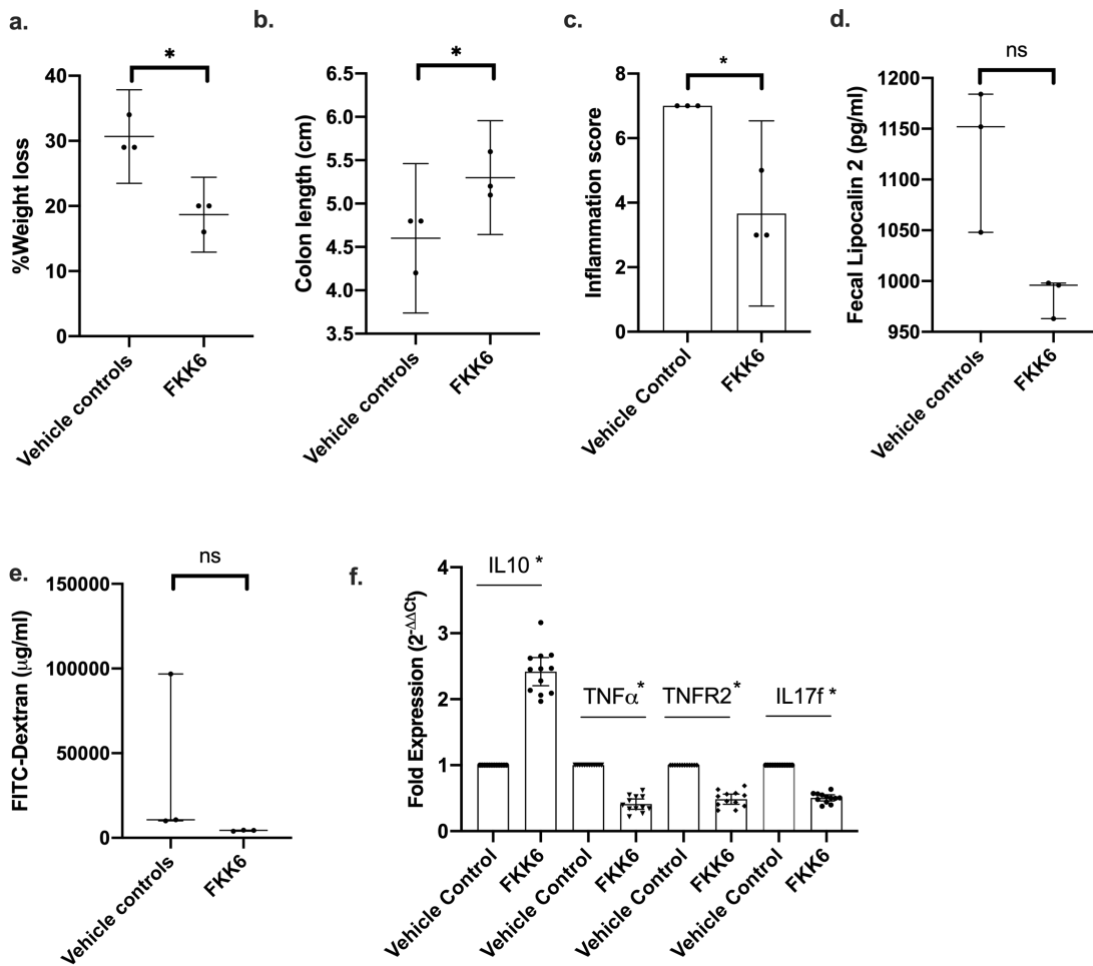 a.
*
%Weight loss
40
30
20
10
0
Vehicle controls
FKK6
b.
*
Colon length (cm)
6.5
6.0
5.5
5.0
4.5
4.0
3.5
Vehicle controls
FKK6
c.
*
Inflammation score
8
6
4
2
0
Vehicle Control
FKK6
d.
ns
Fecal Lipocalin 2 (pg/ml)
1200
1150
1100
1050
1000
950
Vehicle controls
FKK6
e.
ns
FITC-Dextran (μg/ml)
150000
100000
50000
0
Vehicle controls
FKK6
f.
Fold Expression (2^-ΔΔCt)
4
3
2
1
0
IL10 *
TNFα*
TNFR2*
IL17f *
Vehicle Control
FKK6
Vehicle Control
FKK6
Vehicle Control
FKK6
Vehicle Control
FKK6